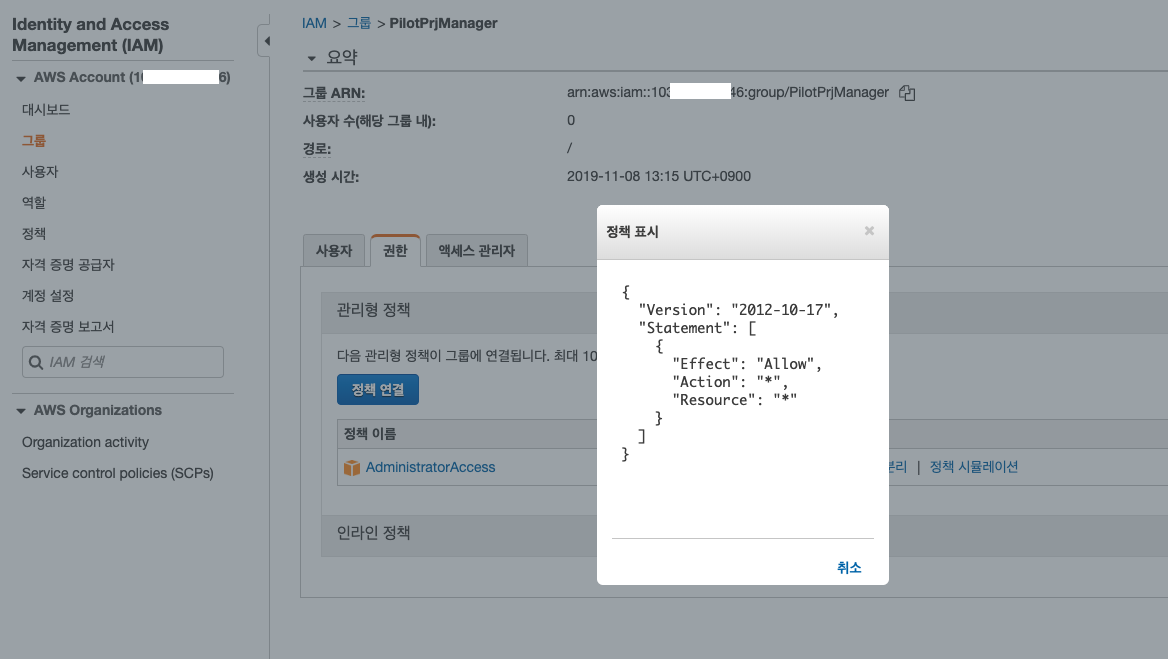 Identity and Access
Management (IAM)
AWS Account (10 6)
대시보드
그룹
사용자
역할
정책
자격 증명 공급자
계정 설정
자격 증명 보고서
IAM 검색
AWS Organizations
Organization activity
Service control policies (SCPs)
IAM > 그룹 > PilotPrjManager
요약
그룹 ARN: arn:aws:iam::103 46:group/PilotPrjManager
사용자 수(해당 그룹 내): 0
경로: /
생성 시간: 2019-11-08 13:15 UTC+0900
사용자 권한 액세스 관리자
관리형 정책
다음 관리형 정책이 그룹에 연결됩니다. 최대 10
정책 연결
정책 이름
AdministratorAccess
분리 | 정책 시뮬레이션
인라인 정책
정책 표시 ×
{
"Version": "2012-10-17",
"Statement": [
{
"Effect": "Allow",
"Action": "*",
"Resource": "*"
}
]
}
취소